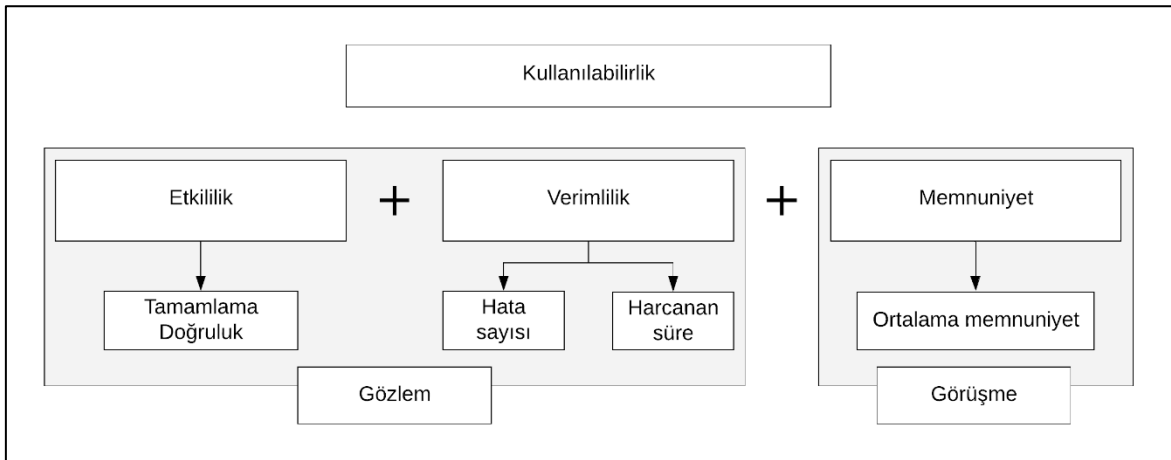 Kullanılabilirlik
Etkililik
+
Verimlilik
+
Memnuniyet
Tamamlama
Doğruluk
Hata
sayısı
Harcanan
süre
Ortalama memnuniyet
Gözlem
Görüşme